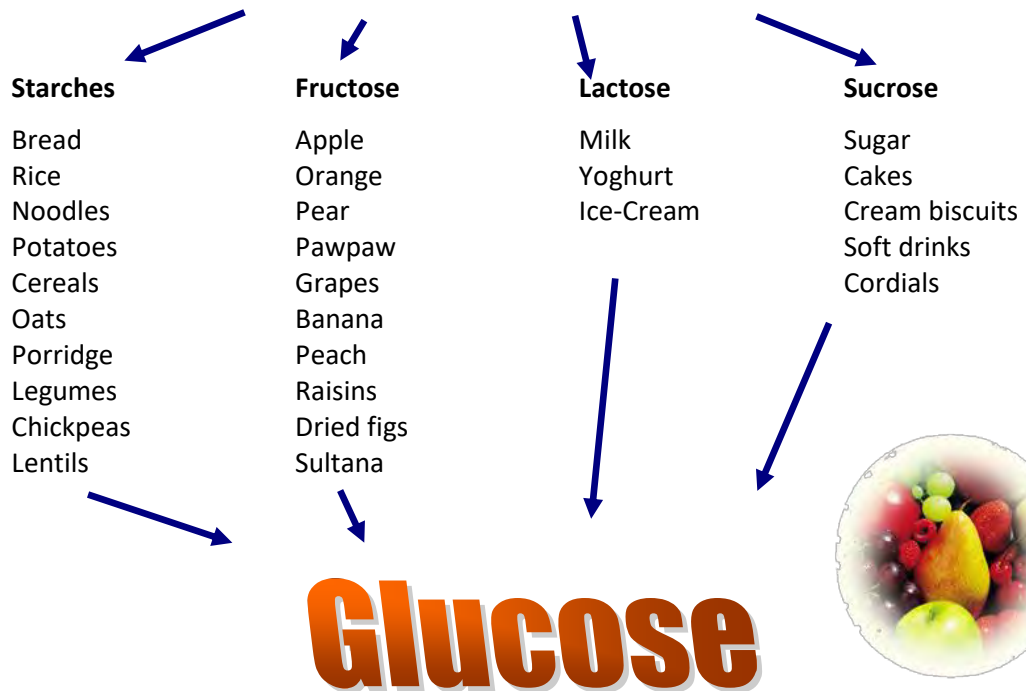 Starches
Bread
Rice
Noodles
Potatoes
Cereals
Oats
Porridge
Legumes
Chickpeas
Lentils
Fructose
Apple
Orange
Pear
Pawpaw
Grapes
Banana
Peach
Raisins
Dried figs
Sultana
Lactose
Milk
Yoghurt
Ice-Cream
Sucrose
Sugar
Cakes
Cream biscuits
Soft drinks
Cordials
Glucose